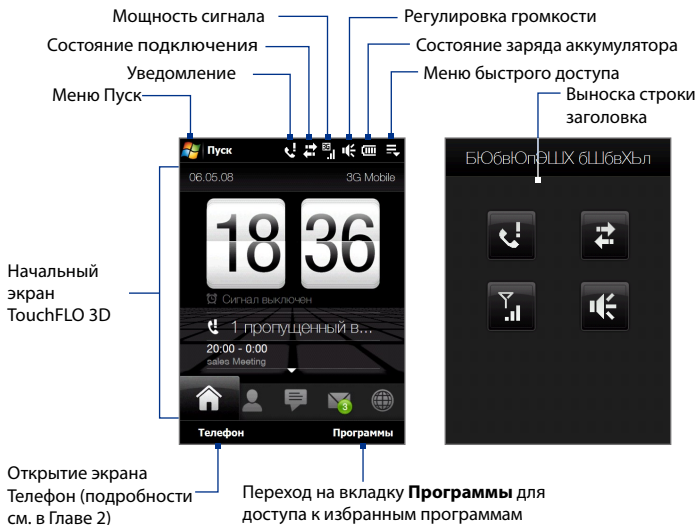 Мощность сигнала
Регулировка громкости
Состояние подключения
Состояние заряда аккумулятора
Уведомление
Меню быстрого доступа
Меню Пуск
Выноска строки
заголовка
Пуск
3G
06.05.08
3G Mobile
18 36
Сигнал выключен
1 пропущенный в...
20:00 - 0:00
sales Meeting
3
Телефон
Программы
БЮбвЮпЭШХ бШбвХЬл
Начальный
экран
TouchFLO 3D
Открытие экрана
Телефон (подробности
см. в Главе 2)
Переход на вкладку Программы для
доступа к избранным программам